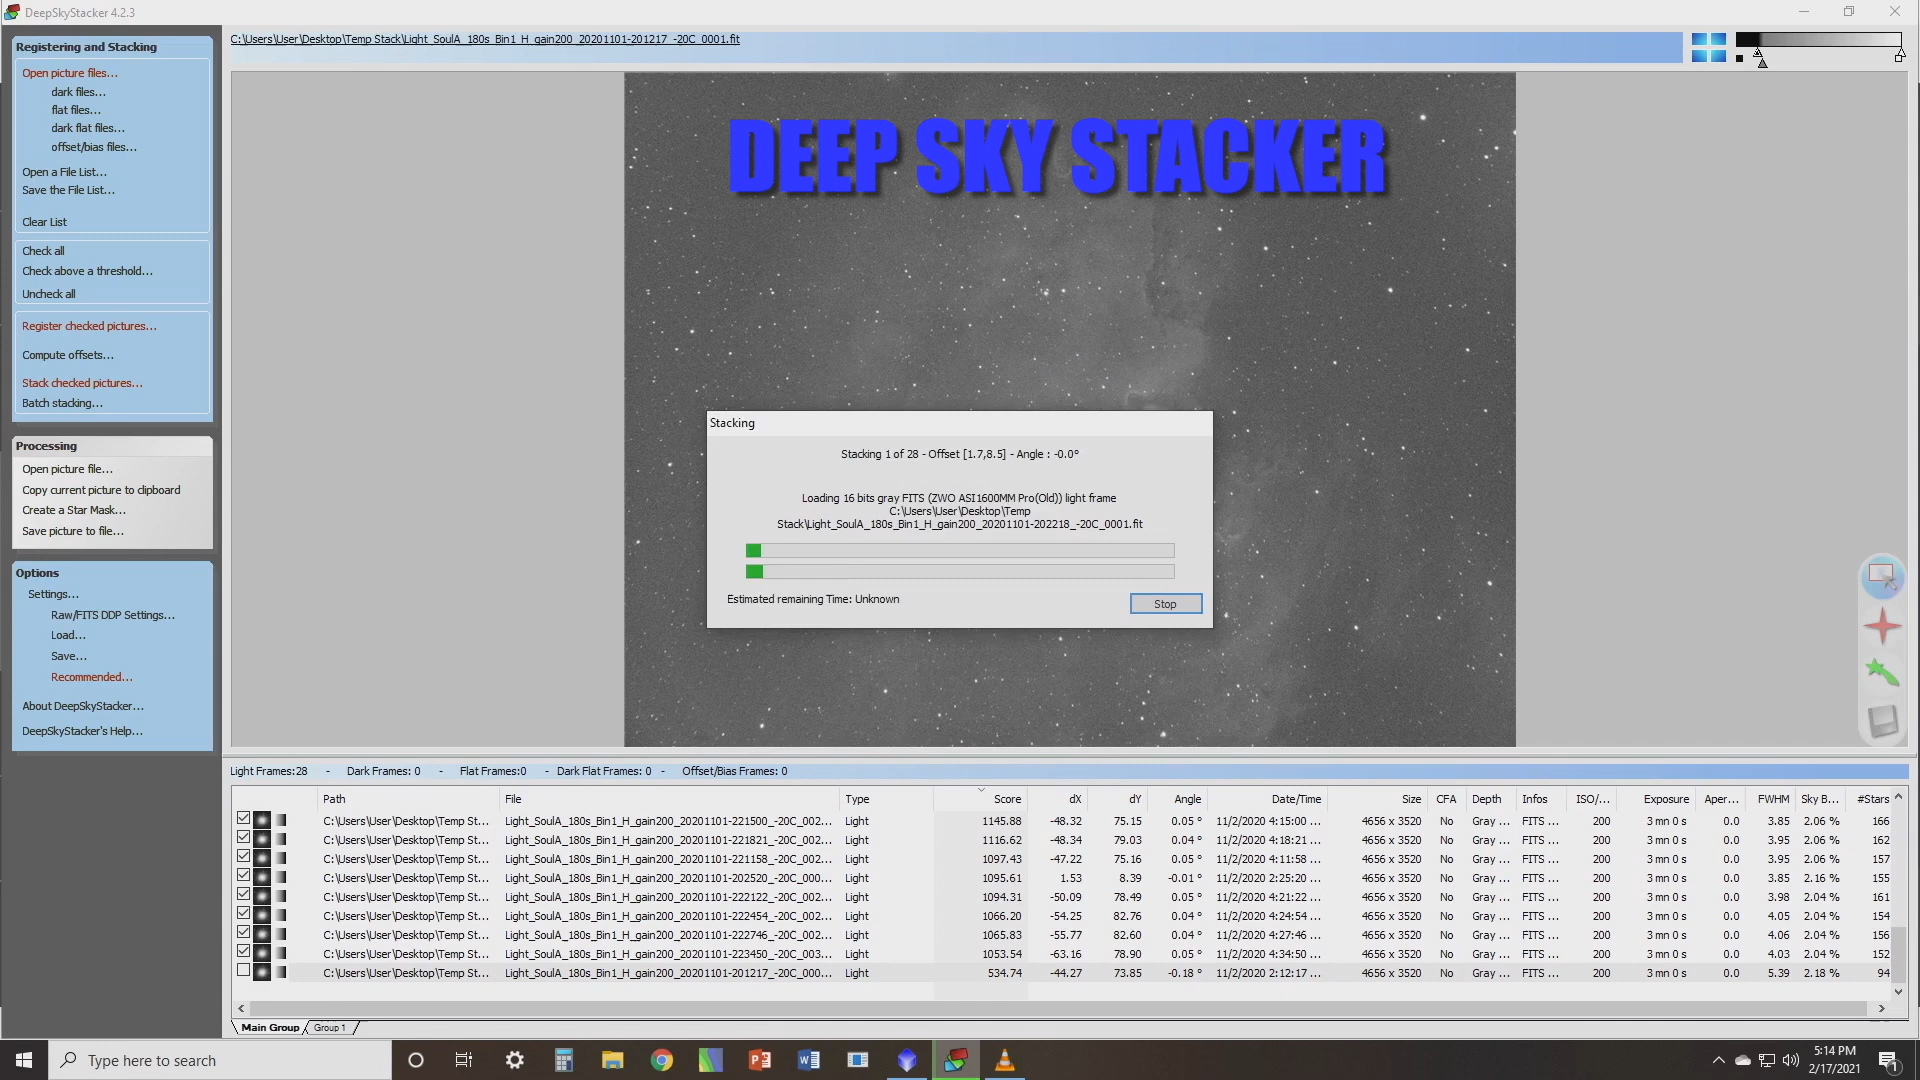 DeepSkyStacker 4.2.3
Registering and Stacking
Open picture files...
dark files...
flat files...
dark flat files...
offset/bias files...
Open a File List...
Save the File List...
Clear List
Check all
Check above a threshold...
Uncheck all
Register checked pictures...
Compute offsets...
Stack checked pictures...
Batch stacking...
Processing
Open picture file...
Copy current picture to clipboard
Create a Star Mask...
Save picture to file...
Options
Settings...
Raw/FITS DDP Settings...
Load...
Save...
Recommended...
About DeepSkyStacker...
DeepSkyStacker's Help...
C:\Users\User\Desktop\Temp Stack\Light_SoulA_180s_Bin1_H_gain200_20201101-201217_-20C_0001.fit
DEEP SKY STACKER
Stacking
Stacking 1 of 28 - Offset [1.7,8.5] - Angle : -0.0°
Loading 16 bits gray FITS (ZWO ASI1600MM Pro(Old)) light frame
C:\Users\User\Desktop\Temp
Stack\Light_SoulA_180s_Bin1_H_gain200_20201101-202218_-20C_0001.fit
Estimated remaining Time: Unknown
Stop
Light Frames:28 - Dark Frames: 0 - Flat Frames:0 - Dark Flat Frames: 0 - Offset/Bias Frames: 0
Path File Type Score dX dY Angle Date/Time Size CFA Depth Infos ISO/... Exposure Aper... FWHM Sky B... #Stars
C:\Users\User\Desktop\Temp St... Light_SoulA_180s_Bin1_H_gain200_20201101-221500_-20C_002... Light 1145.88 -48.32 75.15 0.05 ° 11/2/2020 4:15:00 ... 4656 x 3520 No Gray ... FITS ... 200 3 mn 0 s 0.0 3.85 2.06 % 166
C:\Users\User\Desktop\Temp St... Light_SoulA_180s_Bin1_H_gain200_20201101-221821_-20C_002... Light 1116.62 -48.34 79.03 0.04 ° 11/2/2020 4:18:21 ... 4656 x 3520 No Gray ... FITS ... 200 3 mn 0 s 0.0 3.95 2.06 % 162
C:\Users\User\Desktop\Temp St... Light_SoulA_180s_Bin1_H_gain200_20201101-221158_-20C_002... Light 1097.43 -47.22 75.16 0.05 ° 11/2/2020 4:11:58 ... 4656 x 3520 No Gray ... FITS ... 200 3 mn 0 s 0.0 3.95 2.06 % 157
C:\Users\User\Desktop\Temp St... Light_SoulA_180s_Bin1_H_gain200_20201101-202520_-20C_000... Light 1095.61 1.53 8.39 -0.01 ° 11/2/2020 2:25:20 ... 4656 x 3520 No Gray ... FITS ... 200 3 mn 0 s 0.0 3.85 2.16 % 155
C:\Users\User\Desktop\Temp St... Light_SoulA_180s_Bin1_H_gain200_20201101-222122_-20C_002... Light 1094.31 -50.09 78.49 0.05 ° 11/2/2020 4:21:22 ... 4656 x 3520 No Gray ... FITS ... 200 3 mn 0 s 0.0 3.98 2.04 % 161
C:\Users\User\Desktop\Temp St... Light_SoulA_180s_Bin1_H_gain200_20201101-222454_-20C_002... Light 1066.20 -54.25 82.76 0.04 ° 11/2/2020 4:24:54 ... 4656 x 3520 No Gray ... FITS ... 200 3 mn 0 s 0.0 4.05 2.04 % 154
C:\Users\User\Desktop\Temp St... Light_SoulA_180s_Bin1_H_gain200_20201101-222746_-20C_002... Light 1065.83 -55.77 82.60 0.04 ° 11/2/2020 4:27:46 ... 4656 x 3520 No Gray ... FITS ... 200 3 mn 0 s 0.0 4.06 2.04 % 156
C:\Users\User\Desktop\Temp St... Light_SoulA_180s_Bin1_H_gain200_20201101-223450_-20C_003... Light 1053.54 -63.16 78.90 0.05 ° 11/2/2020 4:34:50 ... 4656 x 3520 No Gray ... FITS ... 200 3 mn 0 s 0.0 4.03 2.04 % 152
C:\Users\User\Desktop\Temp St... Light_SoulA_180s_Bin1_H_gain200_20201101-201217_-20C_000... Light 534.74 -44.27 73.85 -0.18 ° 11/2/2020 2:12:17 ... 4656 x 3520 No Gray ... FITS ... 200 3 mn 0 s 0.0 5.39 2.18 % 94
Main Group Group 1
Type here to search
5:14 PM
2/17/2021
1